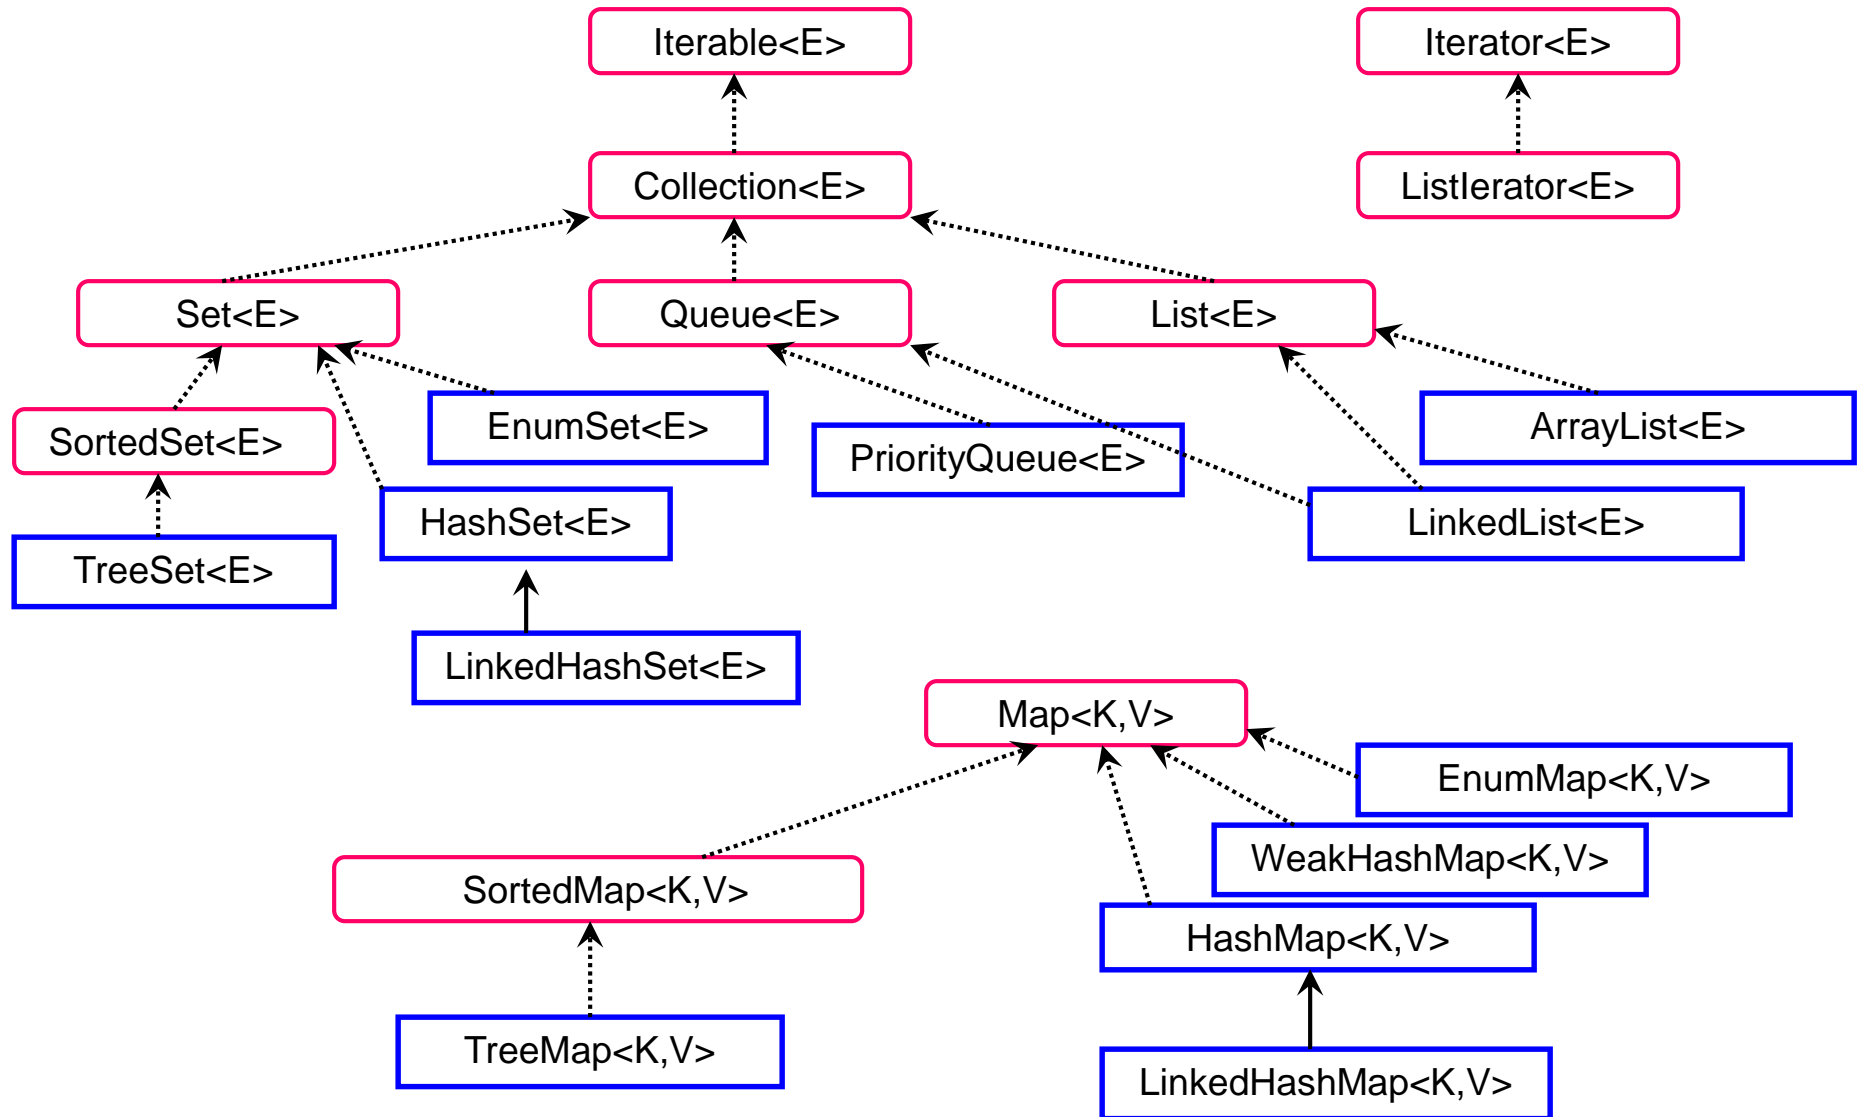 Iterable<E>
Iterator<E>
Collection<E>
ListIerator<E>
Set<E>
Queue<E>
List<E>
EnumSet<E>
ArrayList<E>
SortedSet<E>
PriorityQueue<E>
HashSet<E>
LinkedList<E>
TreeSet<E>
LinkedHashSet<E>
Map<K,V>
EnumMap<K,V>
WeakHashMap<K,V>
SortedMap<K,V>
HashMap<K,V>
TreeMap<K,V>
LinkedHashMap<K,V>